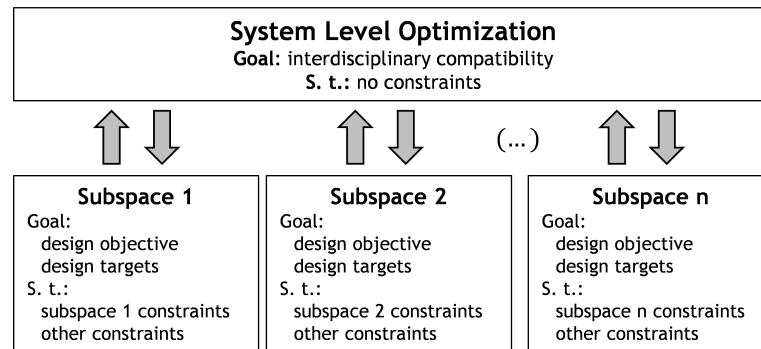 System Level Optimization
Goal: interdisciplinary compatibility
S. t.: no constraints
(...)
Subspace 1
Goal:
design objective
design targets
S. t.:
subspace 1 constraints
other constraints
Subspace 2
Goal:
design objective
design targets
S. t.:
subspace 2 constraints
other constraints
Subspace n
Goal:
design objective
design targets
S. t.:
subspace n constraints
other constraints